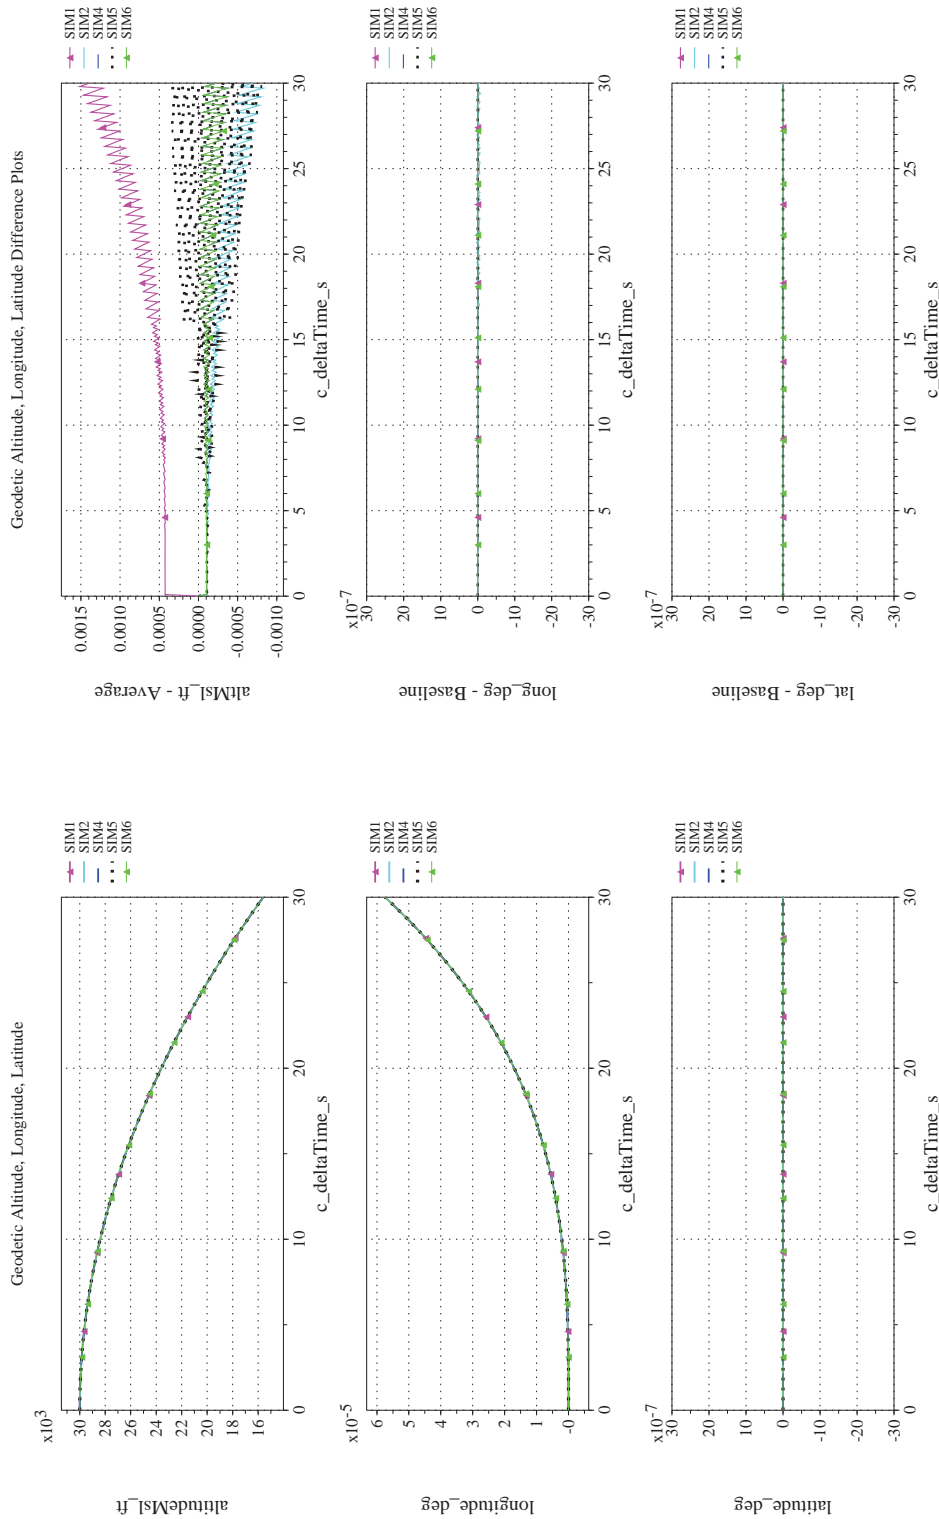 Geodetic Altitude, Longitude, Latitude
x10³
30
28
26
24
22
20
18
16
altitudeMsl_ft
0 10 20 30
c_deltaTime_s
SIM1
SIM2
SIM4
SIM5
SIM6
x10⁻⁵
6
5
4
3
2
1
-0
longitude_deg
0 10 20 30
c_deltaTime_s
SIM1
SIM2
SIM4
SIM5
SIM6
x10⁻⁷
30
20
10
0
-10
-20
-30
latitude_deg
0 10 20 30
c_deltaTime_s
SIM1
SIM2
SIM4
SIM5
SIM6
Geodetic Altitude, Longitude, Latitude Difference Plots
0.0015
0.0010
0.0005
0.0000
-0.0005
-0.0010
altMsl_ft - Average
0 5 10 15 20 25 30
c_deltaTime_s
SIM1
SIM2
SIM4
SIM5
SIM6
x10⁻⁷
30
20
10
0
-10
-20
-30
long_deg - Baseline
0 5 10 15 20 25 30
c_deltaTime_s
SIM1
SIM2
SIM4
SIM5
SIM6
x10⁻⁷
30
20
10
0
-10
-20
-30
lat_deg - Baseline
0 5 10 15 20 25 30
c_deltaTime_s
SIM1
SIM2
SIM4
SIM5
SIM6